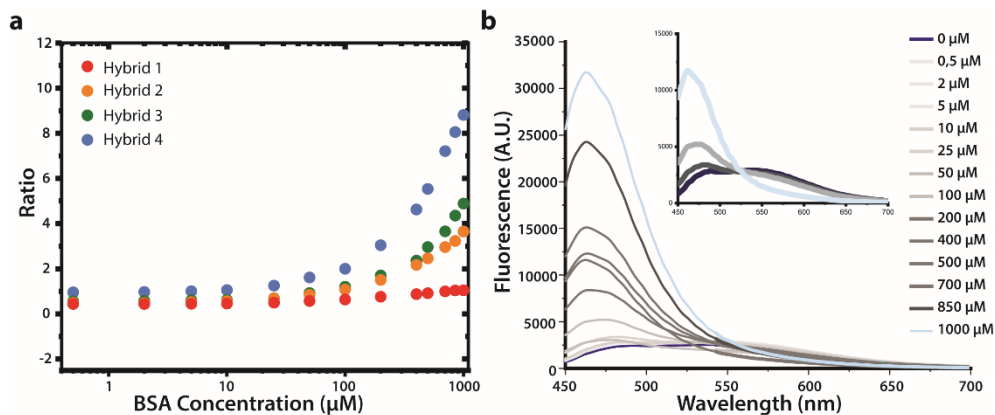 a
12
10
8
6
4
2
0
-2
Ratio
Hybrid 1
Hybrid 2
Hybrid 3
Hybrid 4
1
10
100
1000
BSA Concentration (µM)
b
35000
30000
25000
20000
15000
10000
5000
0
Fluorescence (A.U.)
15000
10000
5000
0
450 500 550 600 650 700
450
500
550
600
650
700
Wavelength (nm)
0 µM
0,5 µM
2 µM
5 µM
10 µM
25 µM
50 µM
100 µM
200 µM
400 µM
500 µM
700 µM
850 µM
1000 µM